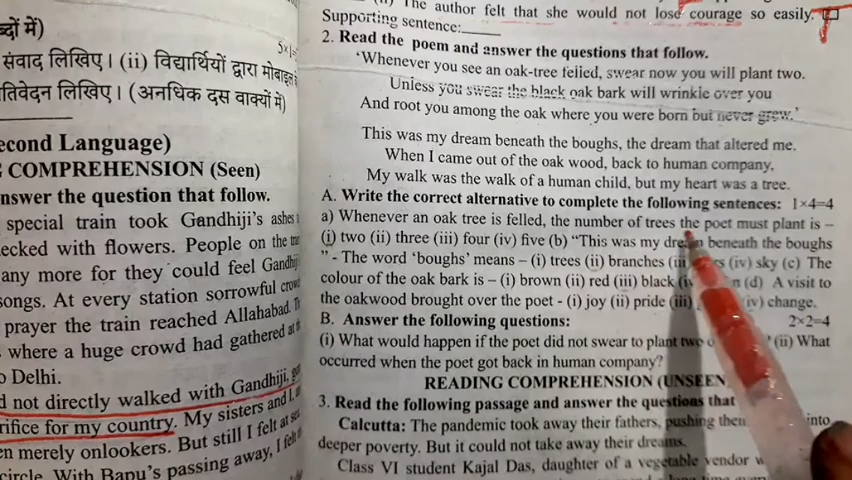 ब्दों में)
5×1=
संवाद लिखिए। (ii) विद्यार्थियों द्वारा मोबाइल
तिवेदन लिखिए। (अनधिक दस वाक्यों में)
econd Language)
G COMPREHENSION (Seen)
nswer the question that follow.
special train took Gandhiji's ashes
ecked with flowers. People on the
any more for they could feel Gandhi
songs. At every station sorrowful crow
prayer the train reached Allahabad.
where a huge crowd had gathered at
o Delhi.
d not directly walked with Gandhiji,
rifice for my country. My sisters and I,
en merely onlookers. But still I felt
circle. With Bapu's passing away, I
The author felt that she would not lose courage so easily.
Supporting sentence:
2. Read the poem and answer the questions that follow.
'Whenever you see an oak-tree felled, swear now you will plant two.
Unless you swear the black oak bark will wrinkle over you
And root you among the oak where you were born but never grew.'
This was my dream beneath the boughs, the dream that altered me.
When I came out of the oak wood, back to human company,
My walk was the walk of a human child, but my heart was a tree.
A. Write the correct alternative to complete the following sentences: 1×4=4
a) Whenever an oak tree is felled, the number of trees the poet must plant is –
(i) two (ii) three (iii) four (iv) five (b) "This was my dream beneath the boughs
" - The word 'boughs' means – (i) trees (ii) branches (iv) sky (c) The
colour of the oak bark is – (i) brown (ii) red (iii) black (d) A visit to
the oakwood brought over the poet - (i) joy (ii) pride (iii) (iv) change.
B. Answer the following questions: 2×2=4
(i) What would happen if the poet did not swear to plant two (ii) What
occurred when the poet got back in human company?
READING COMPREHENSION (UNSEEN
3. Read the following passage and answer the questions that
Calcutta: The pandemic took away their fathers, pushing into
deeper poverty. But it could not take away their dreams.
Class VI student Kajal Das, daughter of a vegetable vendor